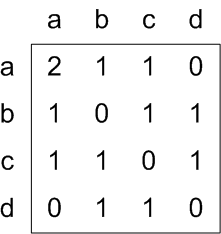 a b c d
a 2 1 1 0
b 1 0 1 1
c 1 1 0 1
d 0 1 1 0